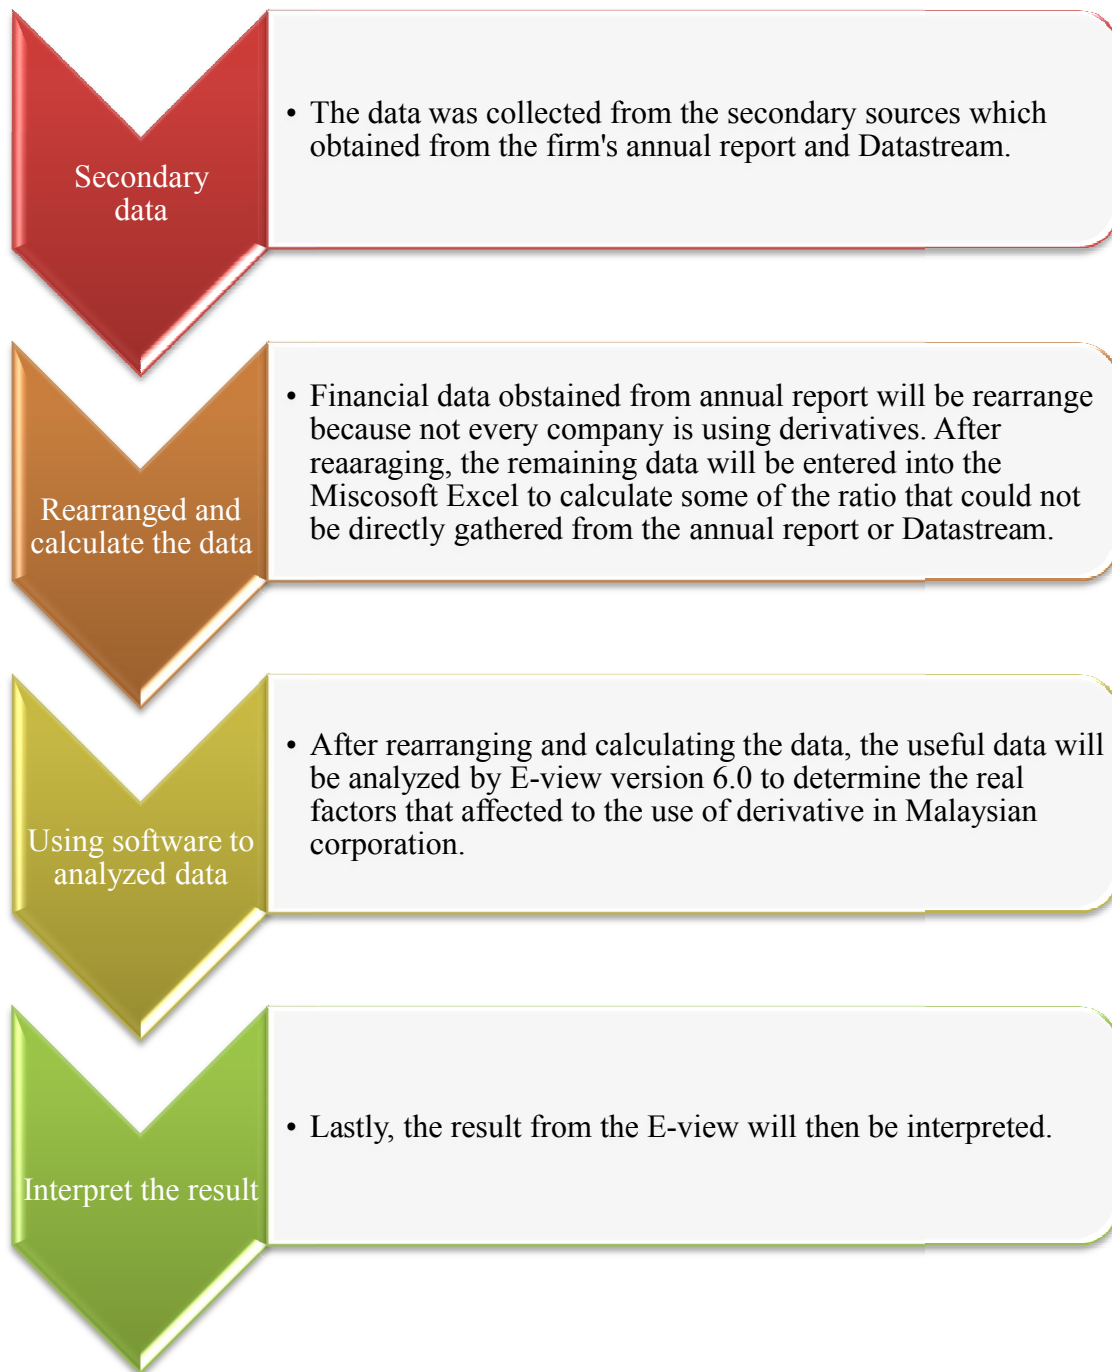 Secondary
data
• The data was collected from the secondary sources which
obtained from the firm's annual report and Datastream.
Rearranged and
calculate the data
• Financial data obstained from annual report will be rearrange
because not every company is using derivatives. After
reaaraging, the remaining data will be entered into the
Miscosoft Excel to calculate some of the ratio that could not
be directly gathered from the annual report or Datastream.
Using software to
analyzed data
• After rearranging and calculating the data, the useful data will
be analyzed by E-view version 6.0 to determine the real
factors that affected to the use of derivative in Malaysian
corporation.
Interpret the result
• Lastly, the result from the E-view will then be interpreted.